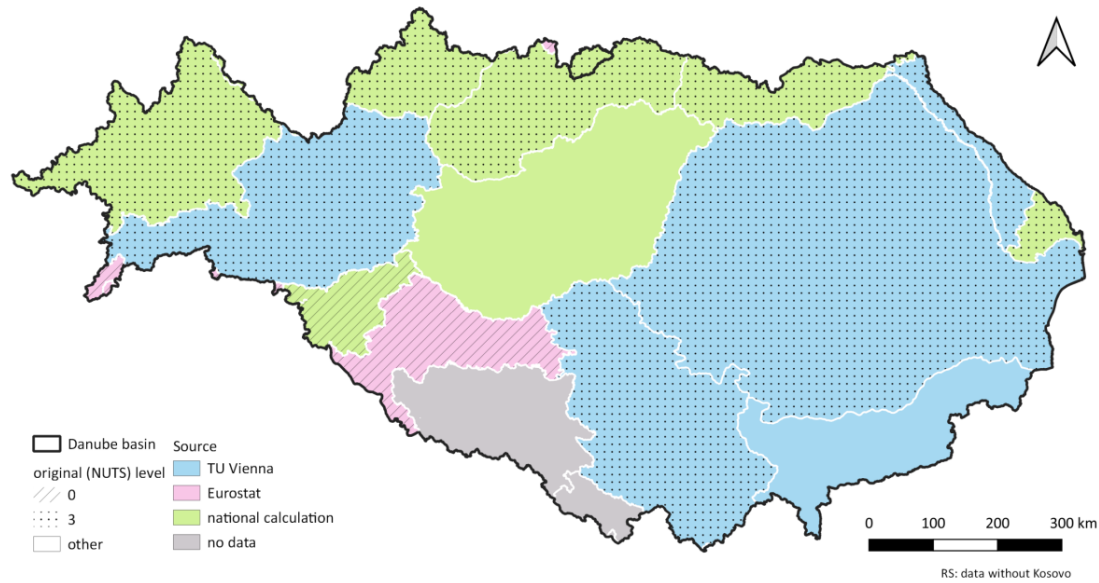 Danube basin
original (NUTS) level
0
3
other
Source
TU Vienna
Eurostat
national calculation
no data
0 100 200 300 km
RS: data without Kosovo